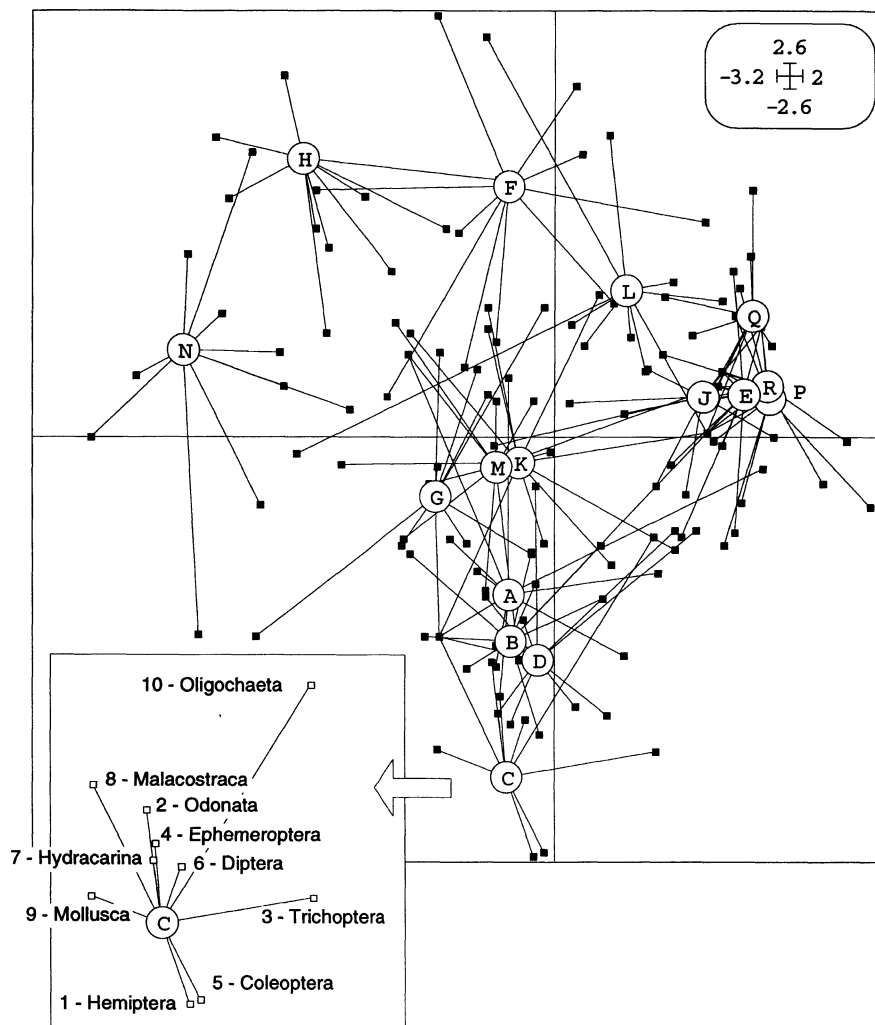 2.6
-3.2 2
-2.6
H
F
L
N
Q
J E R P
M K
G
A
B
D
C
10 - Oligochaeta
8 - Malacostraca
2 - Odonata
4 - Ephemeroptera
7 - Hydracarina
6 - Diptera
9 - Mollusca
C
3 - Trichoptera
5 - Coleoptera
1 - Hemiptera